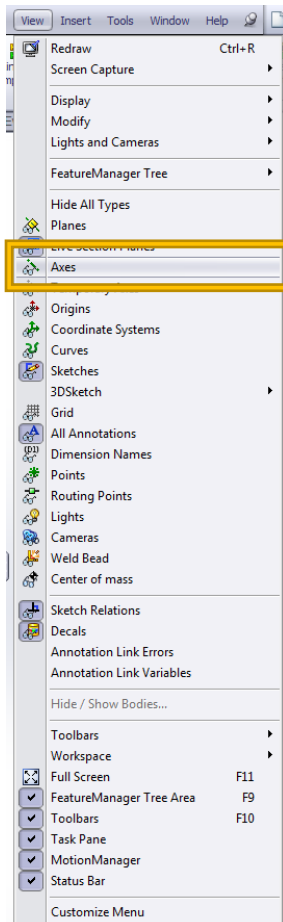 View Insert Tools Window Help
Redraw Ctrl+R
Screen Capture
Display
Modify
Lights and Cameras
FeatureManager Tree
Hide All Types
Planes
Live Section Planes
Axes
Origins
Coordinate Systems
Curves
Sketches
3DSketch
Grid
All Annotations
Dimension Names
Points
Routing Points
Lights
Cameras
Weld Bead
Center of mass
Sketch Relations
Decals
Annotation Link Errors
Annotation Link Variables
Hide / Show Bodies...
Toolbars
Workspace
Full Screen F11
FeatureManager Tree Area F9
Toolbars F10
Task Pane
MotionManager
Status Bar
Customize Menu